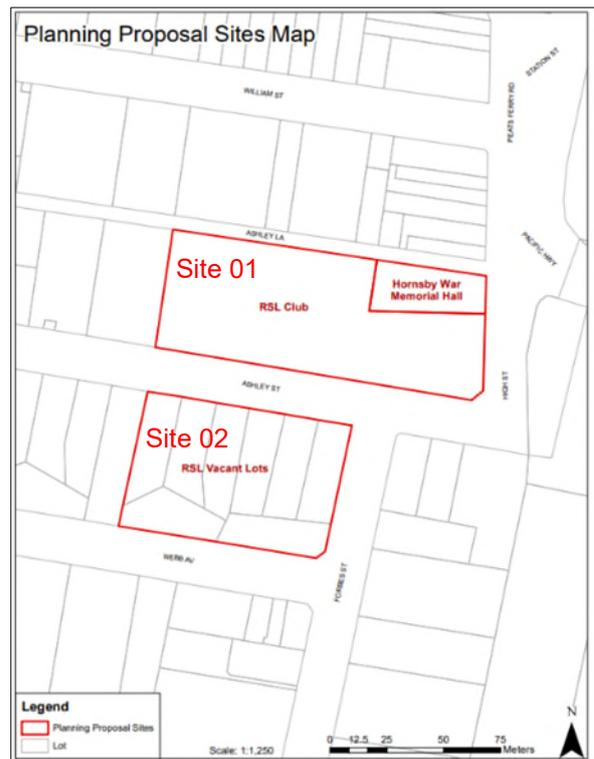 Planning Proposal Sites Map
STATION ST
WILLIAM ST
PEATS FERRY RD
ASHLEY LA
PACIFIC HWY
Site 01
Hornsby War
Memorial Hall
RSL Club
ASHLEY ST
HIGH ST
Site 02
RSL Vacant Lots
WEBB AV
FORBES ST
Legend
Planning Proposal Sites
Lot
Scale: 1:1,250
0 12.5 25 50 75
Meters
N